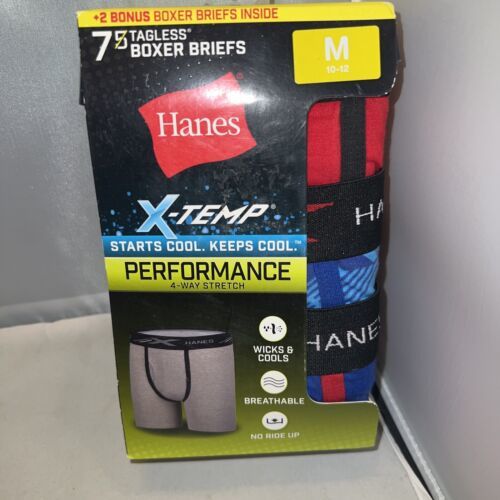 +2 BONUS BOXER BRIEFS INSIDE
7 5 TAGLESS®
BOXER BRIEFS
M
10-12
Hanes
X-TEMP®
STARTS COOL. KEEPS COOL.™
PERFORMANCE
4-WAY STRETCH
HANES
WICKS &
COOLS
BREATHABLE
NO RIDE UP
HA
HANES